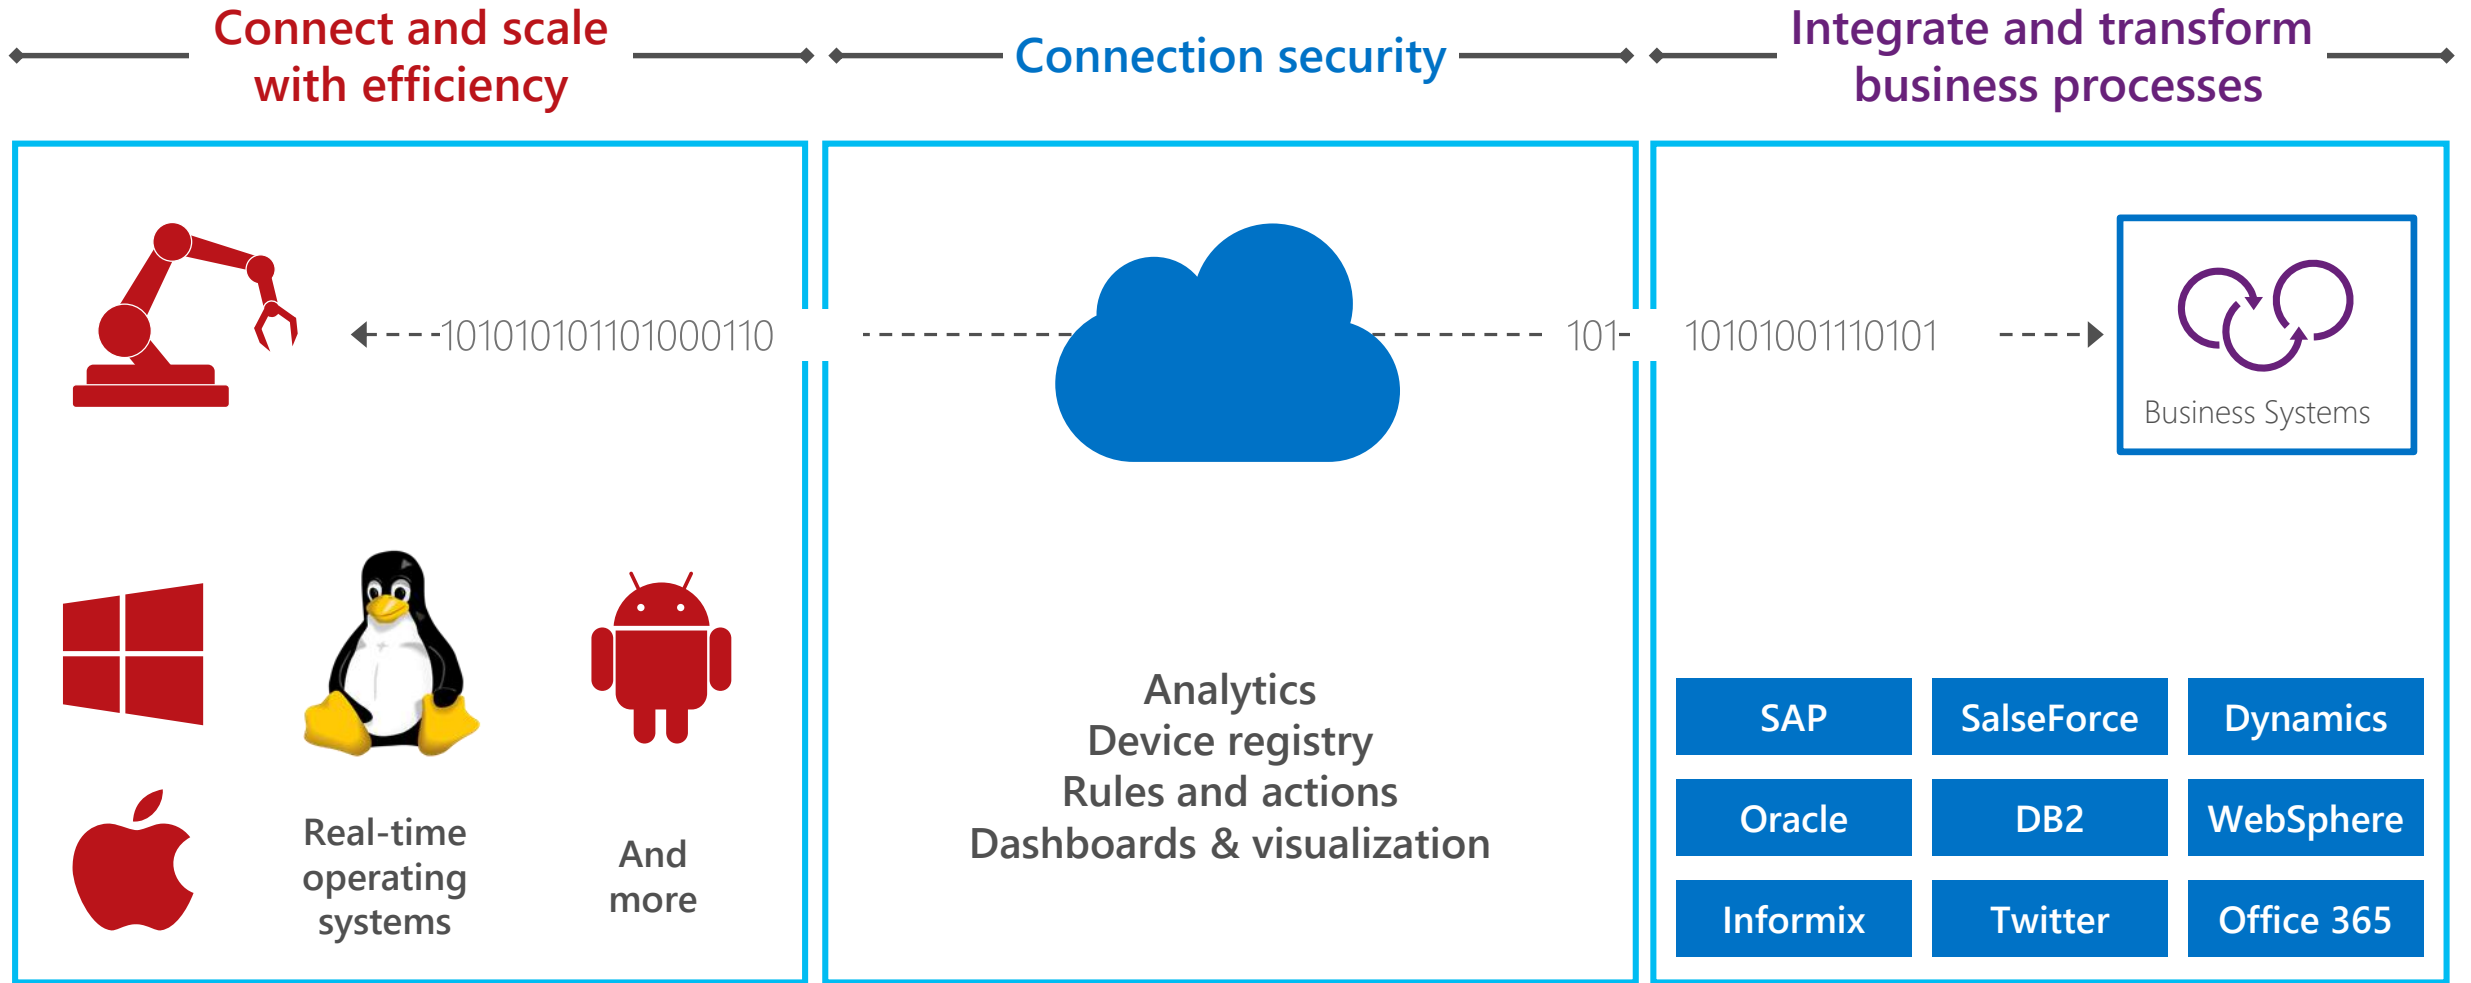 Connect and scale
with efficiency
Connection security
Integrate and transform
business processes
101010101101000110
101-
10101001110101
Business Systems
Real-time
operating
systems
And
more
Analytics
Device registry
Rules and actions
Dashboards & visualization
SAP
SalseForce
Dynamics
Oracle
DB2
WebSphere
Informix
Twitter
Office 365